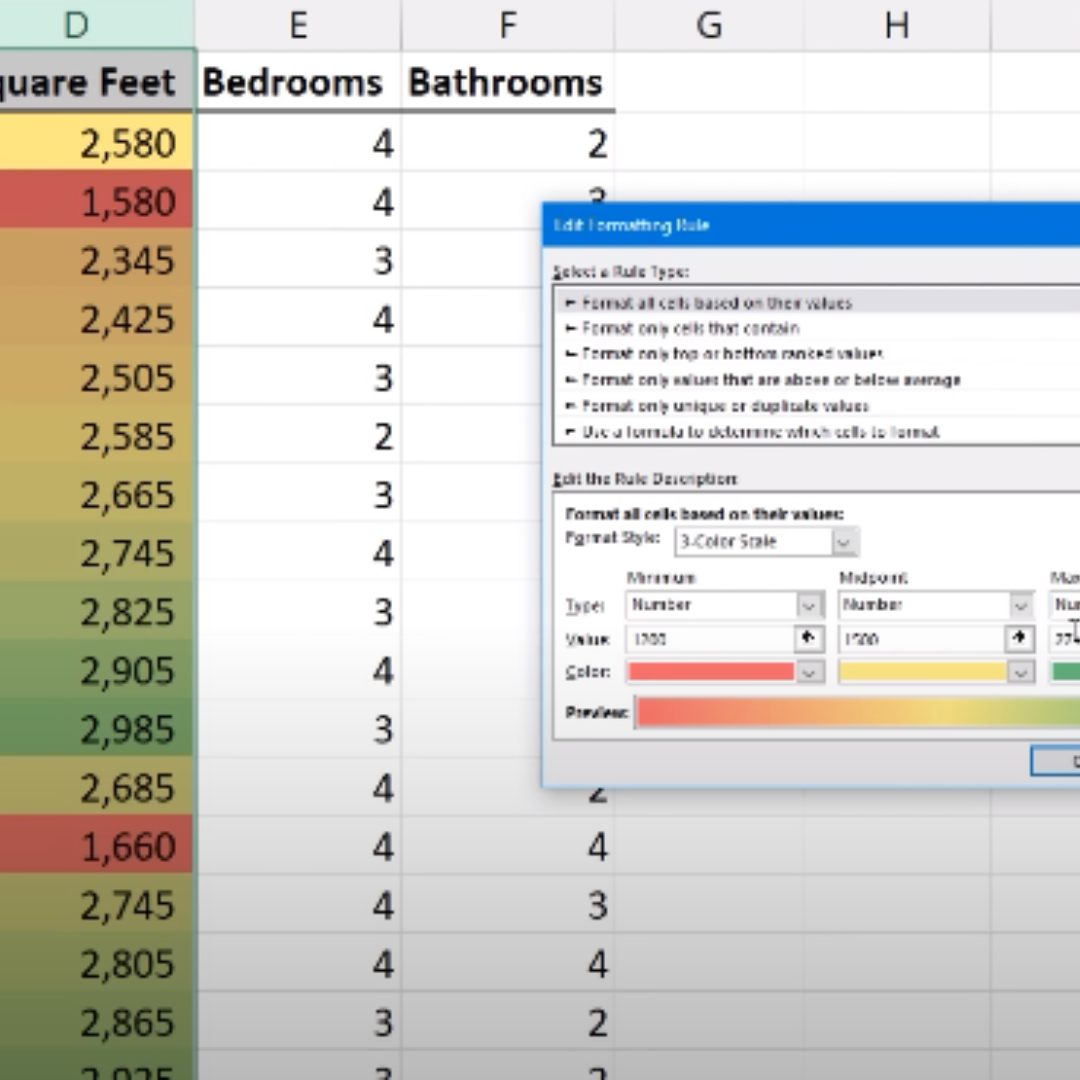 D E F G H
quare Feet Bedrooms Bathrooms
2,580 4 2
1,580 4
2,345 3
2,425 4
2,505 3
2,585 2
2,665 3
2,745 4
2,825 3
2,905 4
2,985 3
2,685 4 2
1,660 4 4
2,745 4 3
2,805 4 4
2,865 3 2
2,925 3 2
Edit Formatting Rule
Select a Rule Type:
► Format all cells based on their values
► Format only cells that contain
► Format only top or bottom ranked values
► Format only values that are above or below average
► Format only unique or duplicate values
► Use a formula to determine which cells to format
Edit the Rule Description:
Format all cells based on their values:
Format Style: 3-Color Scale
Minimum Midpoint
Type: Number Number
Value: 1200 1500
Color:
Preview: